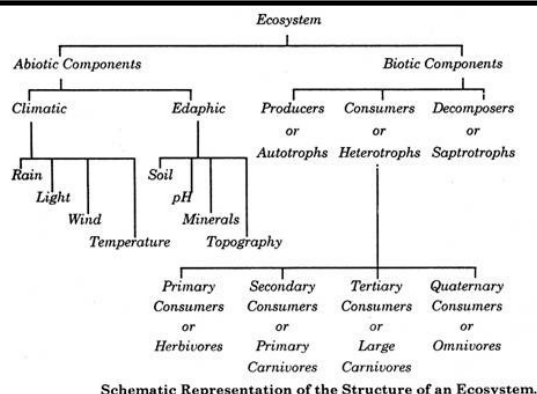 Ecosystem
Abiotic Components Biotic Components
Climatic Edaphic Producers Consumers Decomposers
or or or
Autotrophs Heterotrophs Saptrotrophs
Rain Soil
Light pH
Wind Minerals
Temperature Topography
Primary Secondary Tertiary Quaternary
Consumers Consumers Consumers Consumers
or or or or
Herbivores Primary Large Omnivores
Carnivores Carnivores
Schematic Representation of the Structure of an Ecosystem.